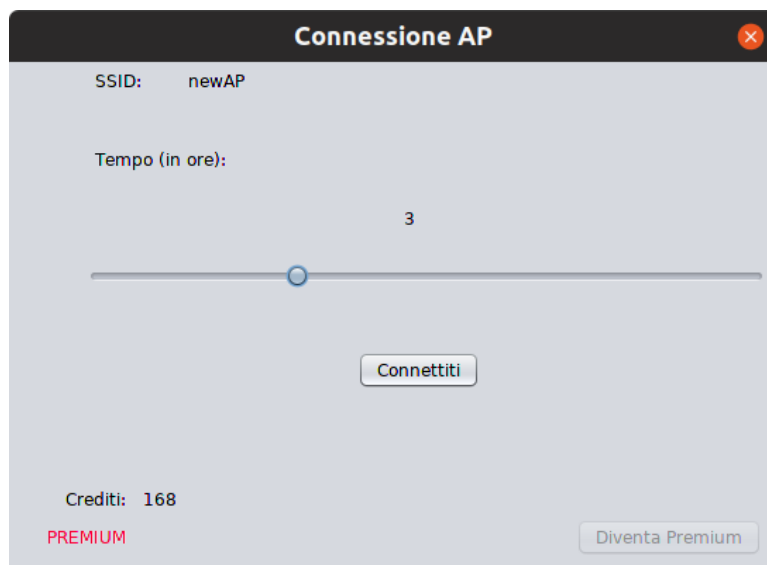 Connessione AP
SSID: newAP
Tempo (in ore):
3
Connettiti
Crediti: 168
PREMIUM
Diventa Premium